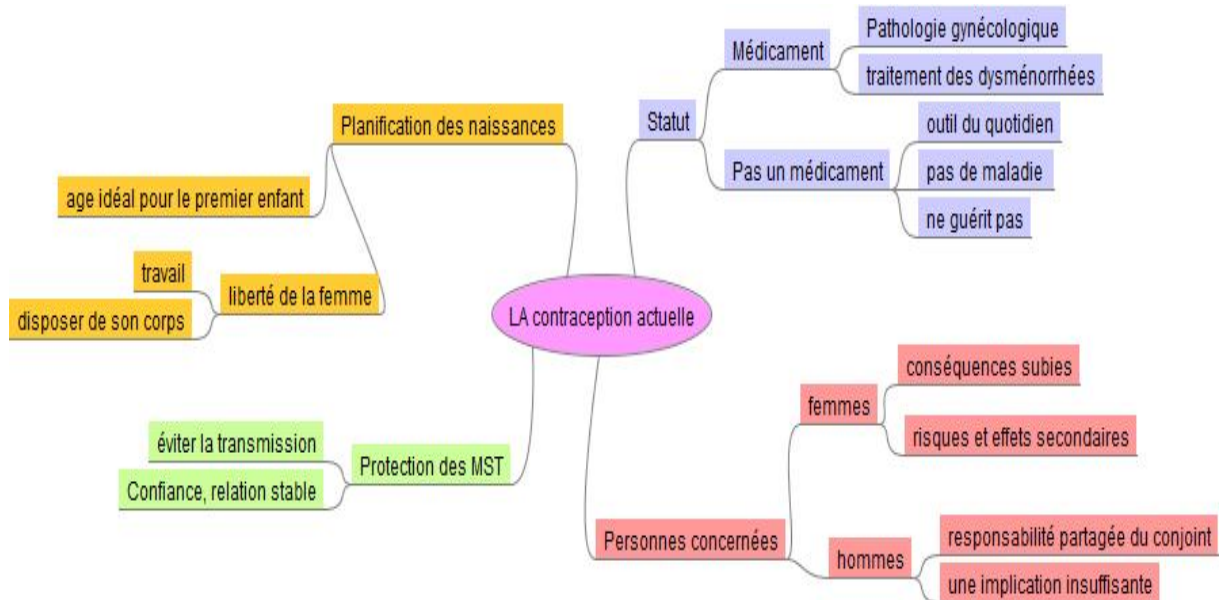 LA contraception actuelle
Planification des naissances
age idéal pour le premier enfant
liberté de la femme
travail
disposer de son corps
Protection des MST
éviter la transmission
Confiance, relation stable
Statut
Médicament
Pathologie gynécologique
traitement des dysménorrhées
Pas un médicament
outil du quotidien
pas de maladie
ne guérit pas
Personnes concernées
femmes
conséquences subies
risques et effets secondaires
hommes
responsabilité partagée du conjoint
une implication insuffisante